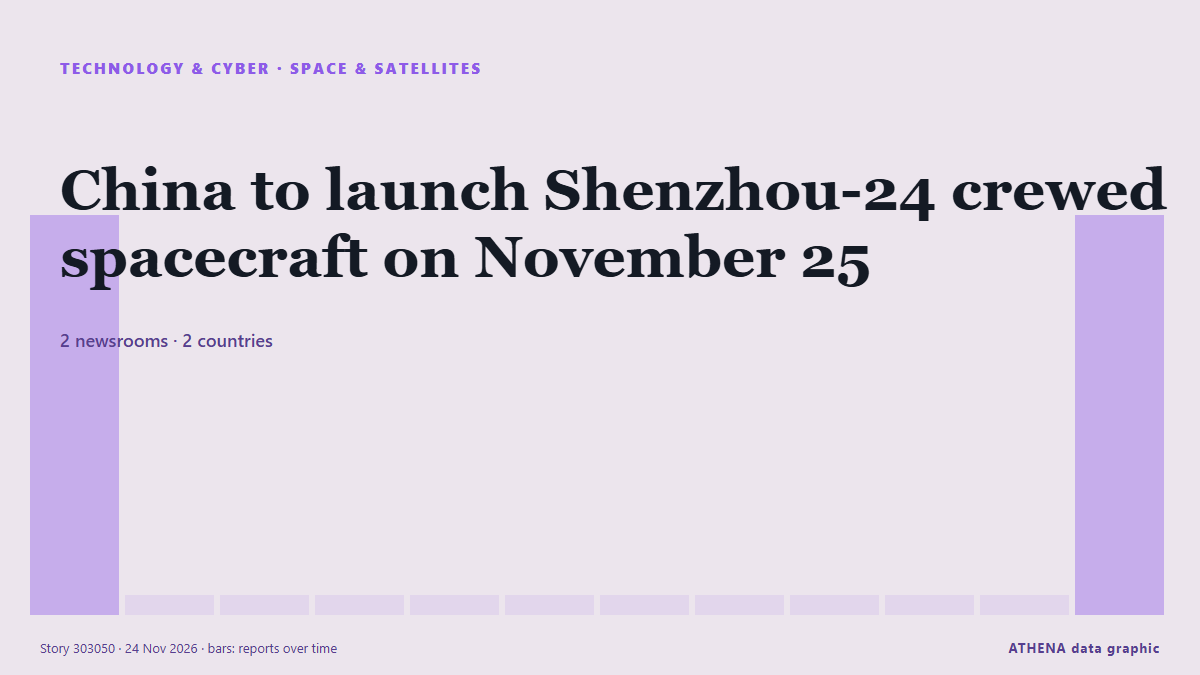 TECHNOLOGY & CYBER · SPACE & SATELLITES
China to launch Shenzhou-24 crewed
spacecraft on November 25
2 newsrooms · 2 countries
Story 303050 · 24 Nov 2026 · bars: reports over time
ATHENA data graphic